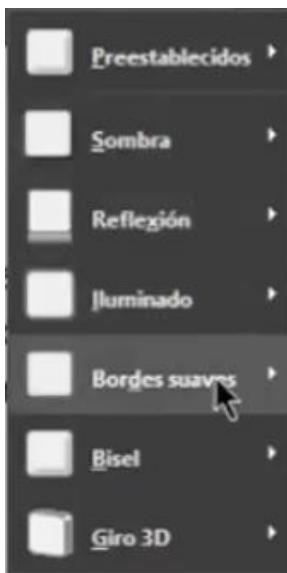 Preestablecidos
Sombra
Reflexión
Iluminado
Bordes suaves
Bisel
Giro 3D